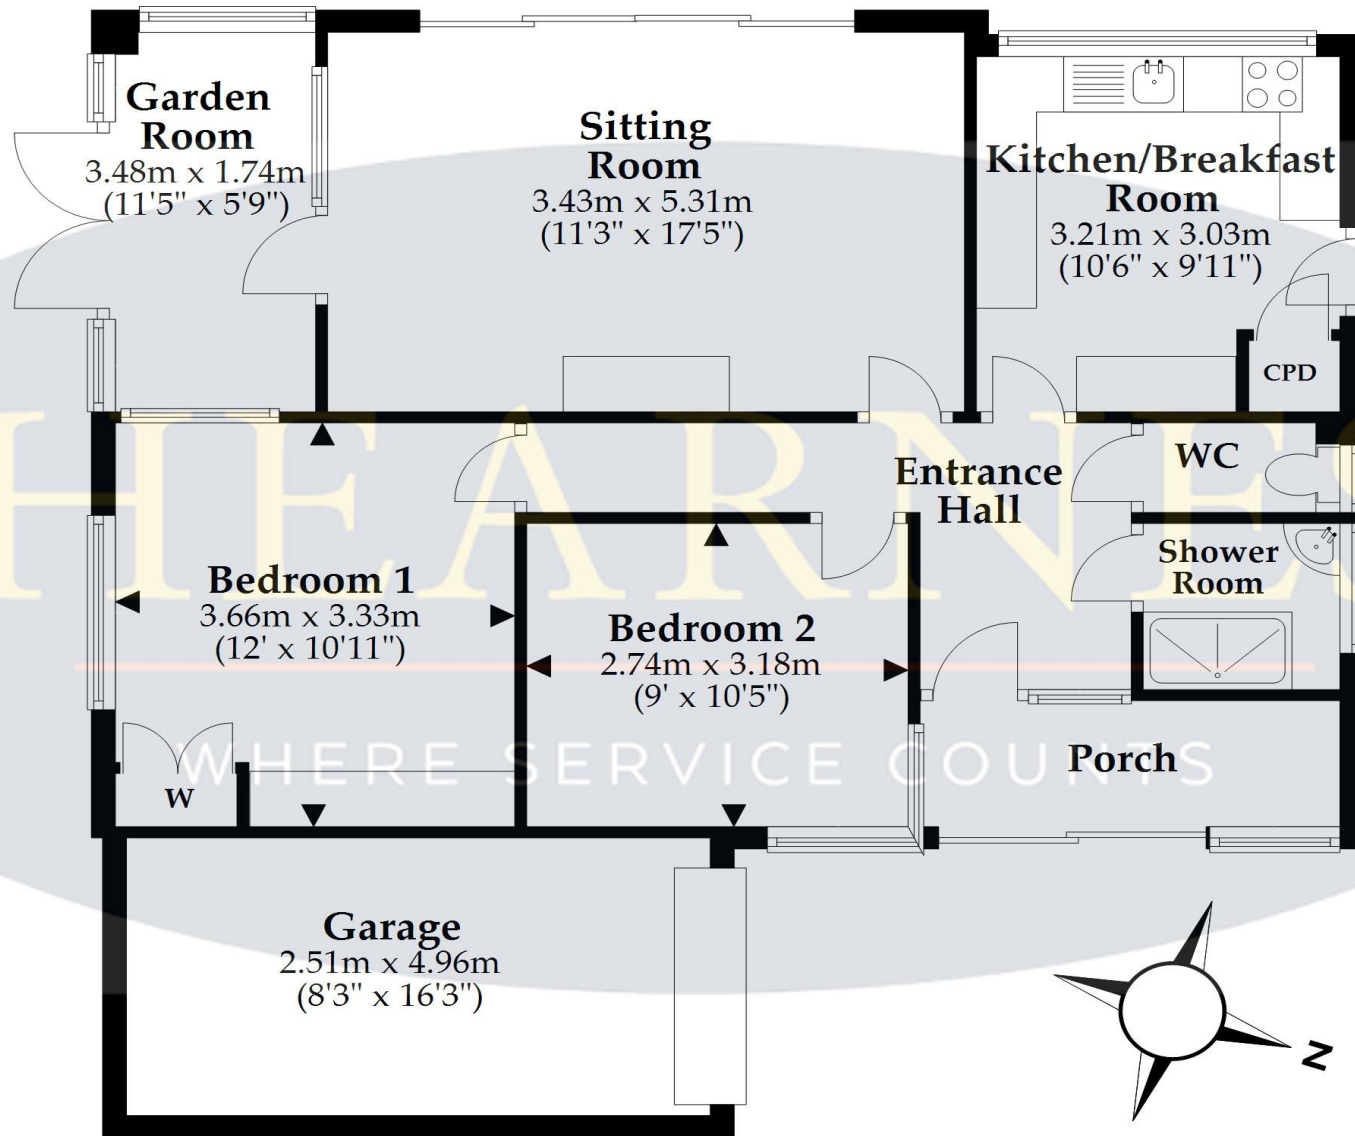 Garden
Room
3.48m x 1.74m
(11'5" x 5'9")
Sitting
Room
3.43m x 5.31m
(11'3" x 17'5")
Kitchen/Breakfast
Room
3.21m x 3.03m
(10'6" x 9'11")
CPD
WC
Entrance
Hall
Shower
Room
HEARNES
Bedroom 1
3.66m x 3.33m
(12' x 10'11")
Bedroom 2
2.74m x 3.18m
(9' x 10'5")
WHERE SERVICE COUNTS
Porch
W
Garage
2.51m x 4.96m
(8'3" x 16'3")
N